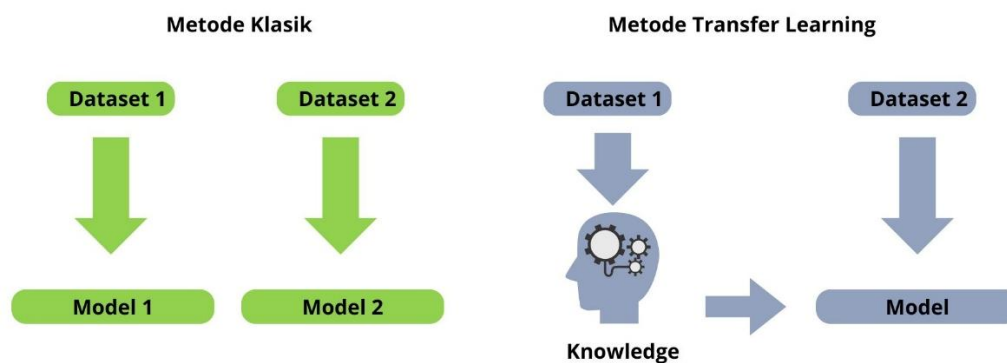 Metode Klasik
Metode Transfer Learning
Dataset 1
Dataset 2
Dataset 1
Dataset 2
Model 1
Model 2
Model
Knowledge